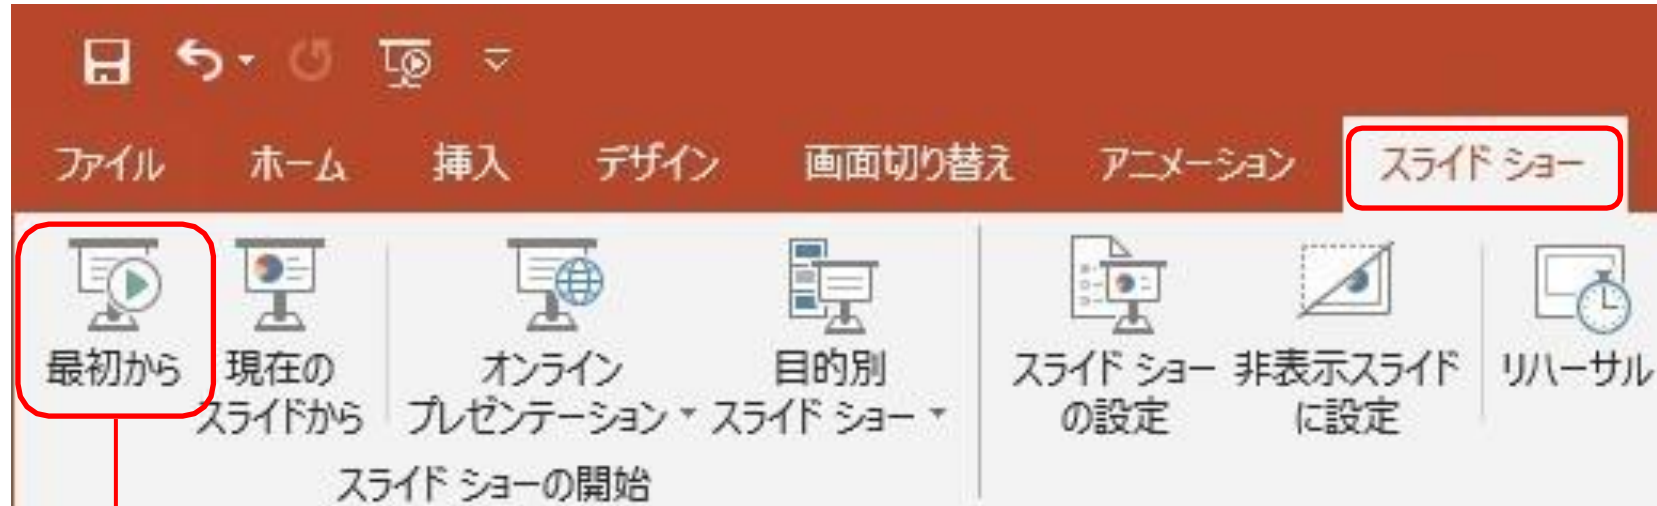 ファイル ホーム 挿入 デザイン 画面切り替え アニメーション スライド ショー
最初から 現在の オンライン 目的別 スライド ショー 非表示スライド リハーサル
スライドから プレゼンテーション スライド ショー の設定 に設定
スライド ショーの開始